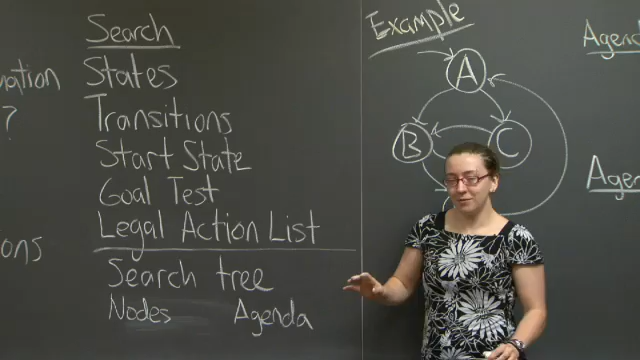 Search
States
Transitions
Start State
Goal Test
Legal Action List
Search tree
Nodes Agenda
?
Example
A
B
C